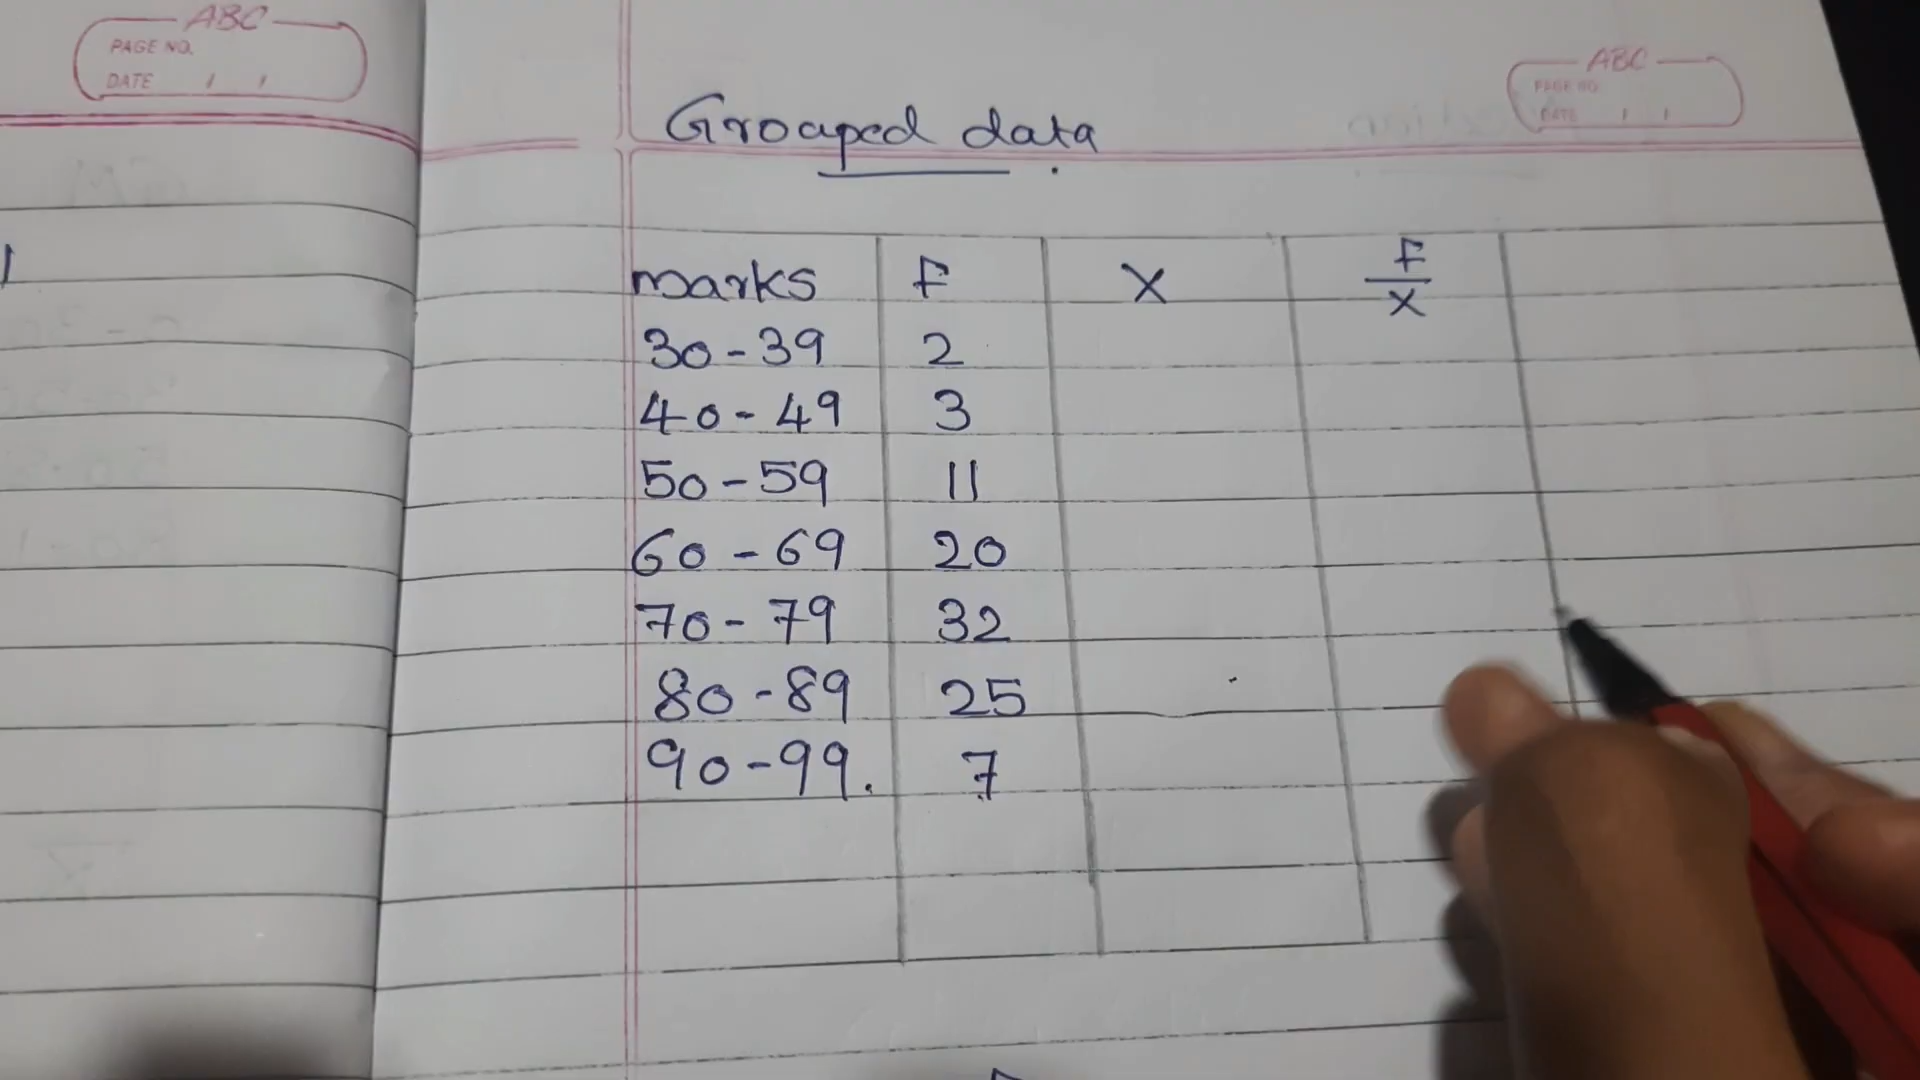 ABC
PAGE NO.
DATE / /
ABC
PAGE NO
DATE / /
Grouped data
marks F X F/X
30-39 2
40-49 3
50-59 11
60-69 20
70-79 32
80-89 25
90-99. 7